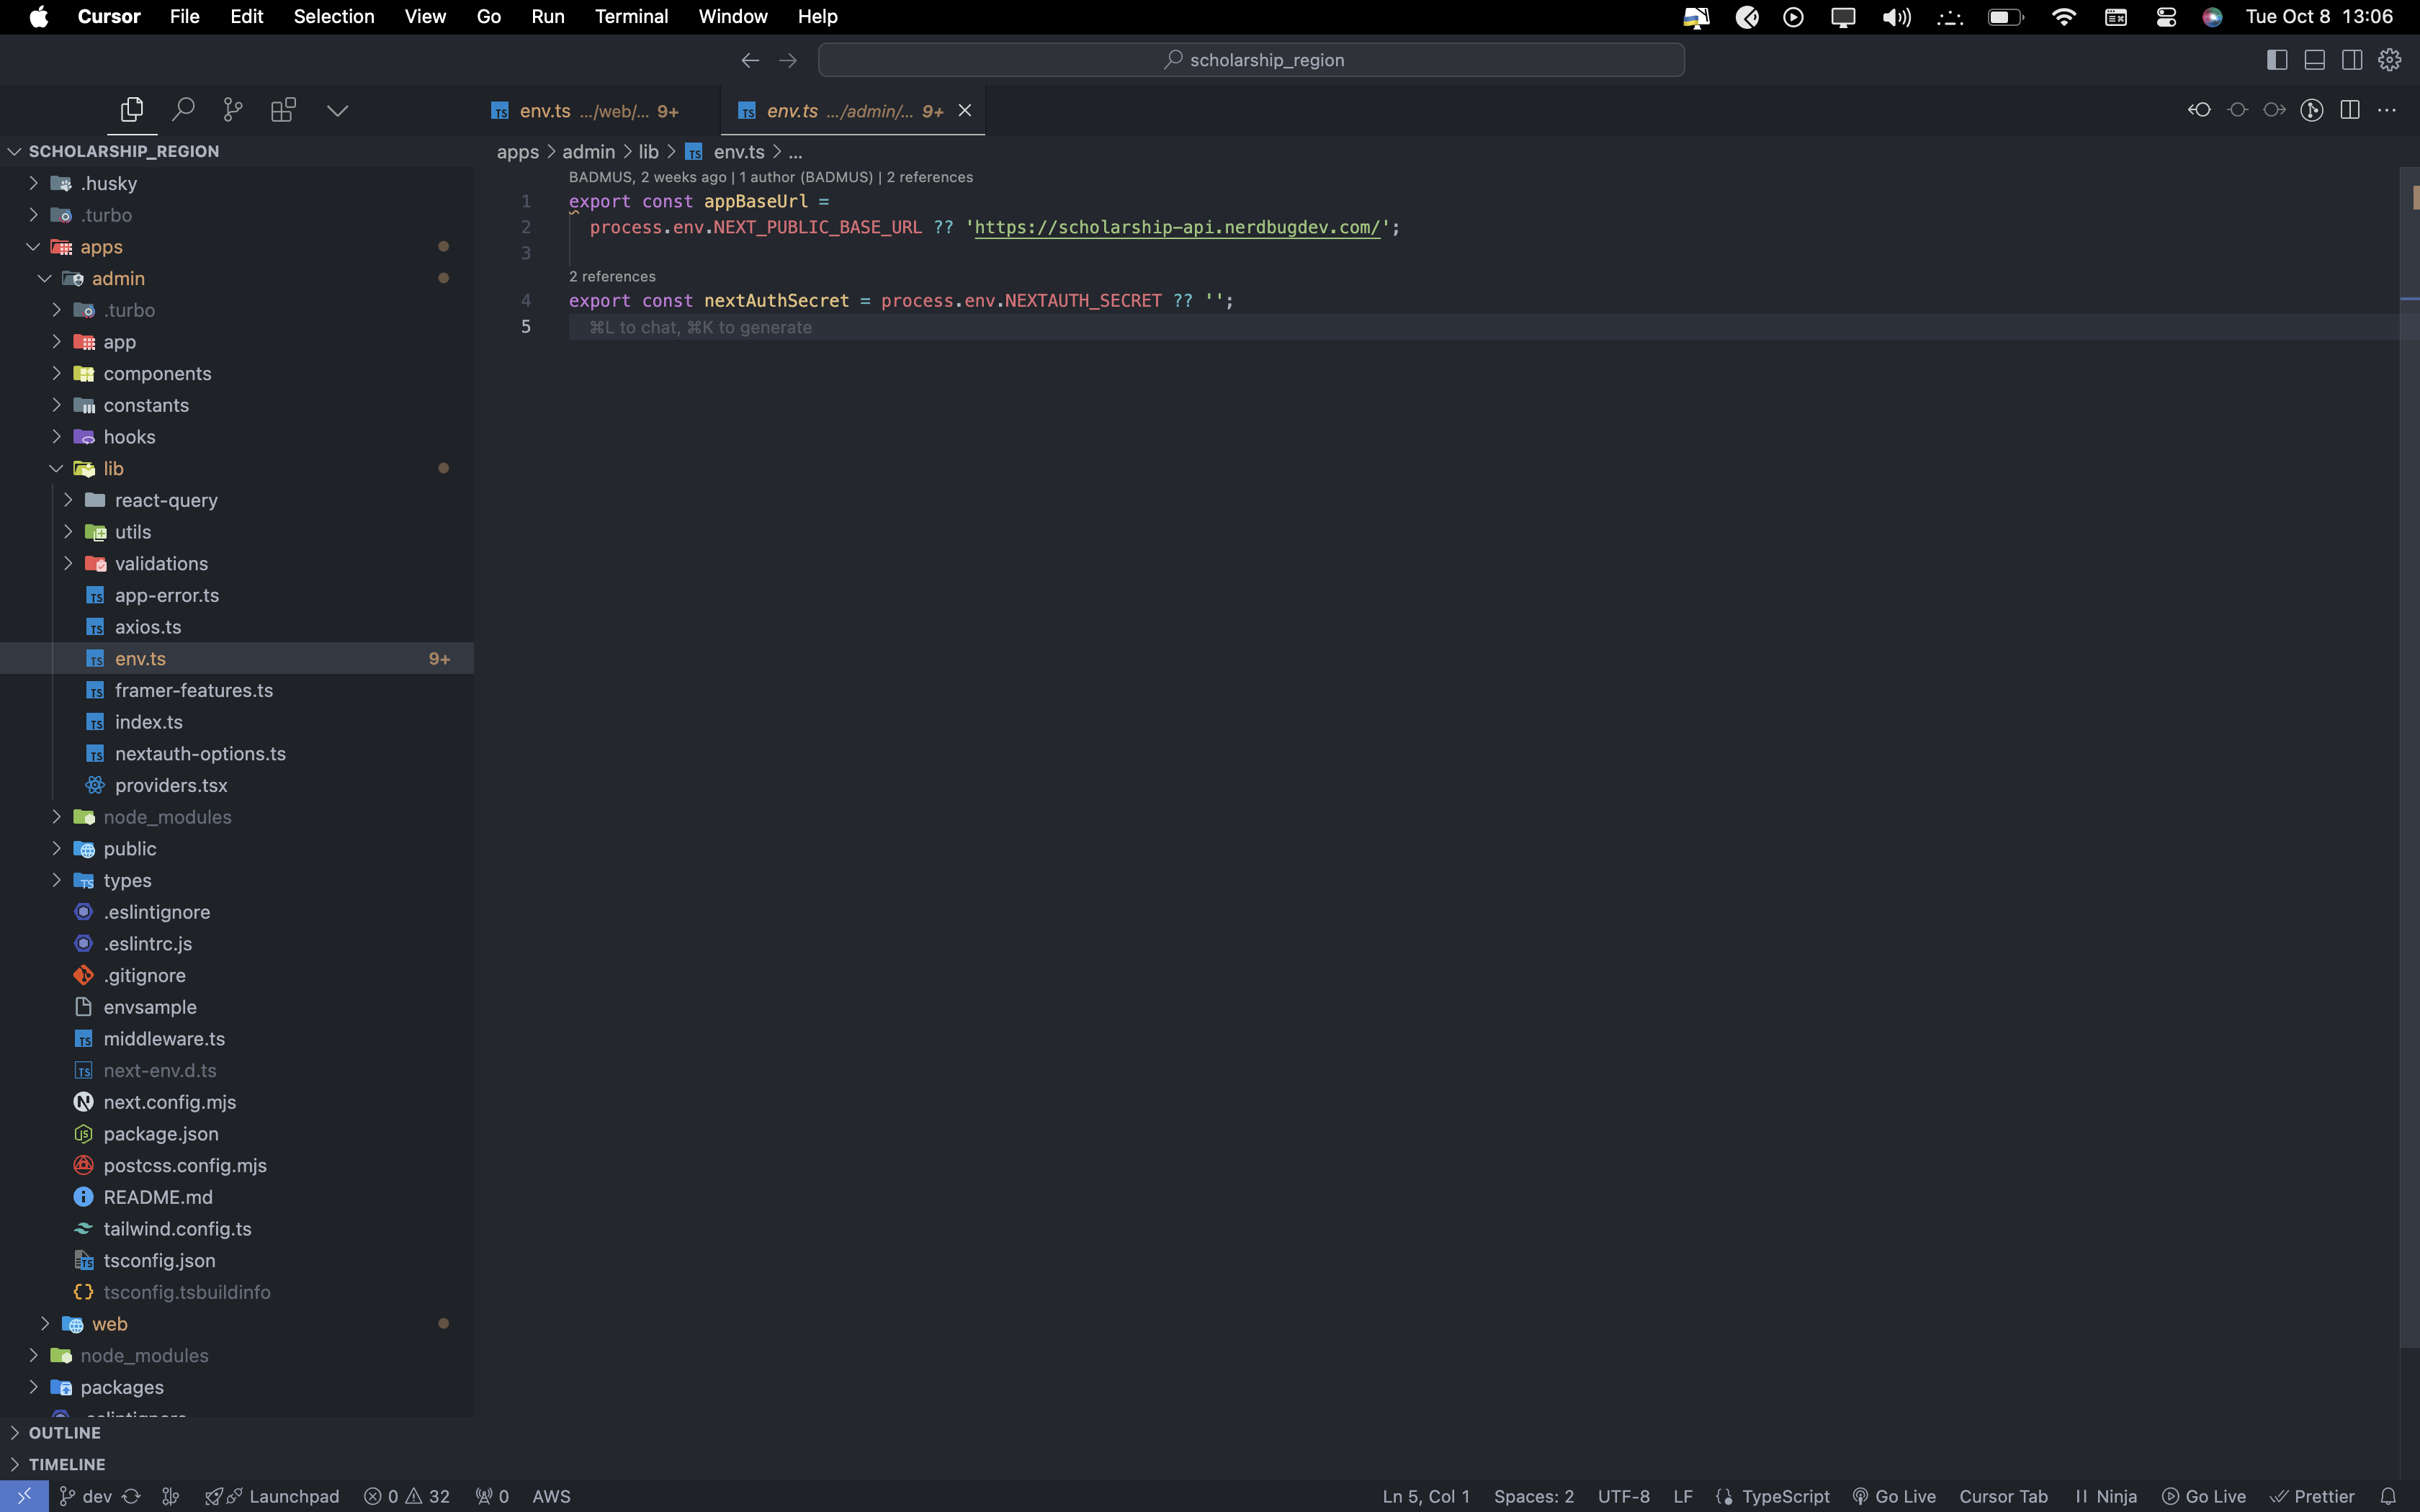 Cursor File Edit Selection View Go Run Terminal Window Help Tue Oct 8 13:06
scholarship_region
env.ts .../web/... 9+ env.ts .../admin/... 9+
SCHOLARSHIP_REGION
.husky
.turbo
apps
admin
.turbo
app
components
constants
hooks
lib
react-query
utils
validations
app-error.ts
axios.ts
env.ts 9+
framer-features.ts
index.ts
nextauth-options.ts
providers.tsx
node_modules
public
types
.eslintignore
.eslintrc.js
.gitignore
envsample
middleware.ts
next-env.d.ts
next.config.mjs
package.json
postcss.config.mjs
README.md
tailwind.config.ts
tsconfig.json
tsconfig.tsbuildinfo
web
node_modules
packages
OUTLINE
TIMELINE
apps > admin > lib > TS env.ts > ...
BADMUS, 2 weeks ago | 1 author (BADMUS) | 2 references
1 export const appBaseUrl =
2 process.env.NEXT_PUBLIC_BASE_URL ?? 'https://scholarship-api.nerdbugdev.com/';
3
2 references
4 export const nextAuthSecret = process.env.NEXTAUTH_SECRET ?? '';
5 ⌘L to chat, ⌘K to generate
dev Launchpad 0 32 0 AWS Ln 5, Col 1 Spaces: 2 UTF-8 LF TypeScript Go Live Cursor Tab Ninja Go Live Prettier